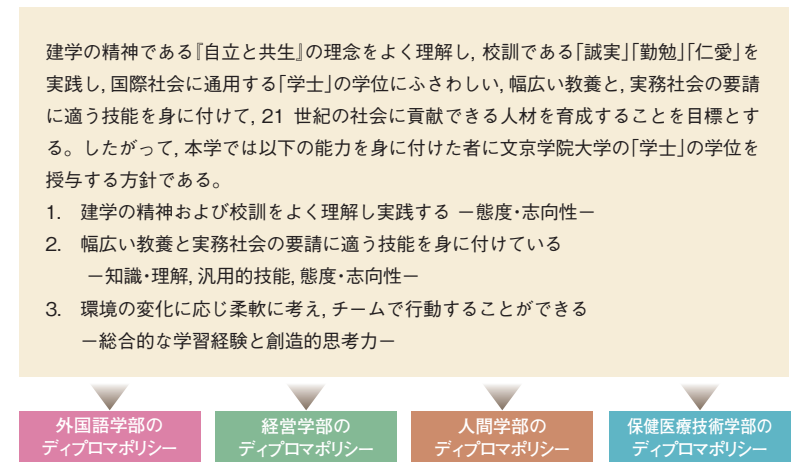 建学の精神である『自立と共生』の理念をよく理解し, 校訓である「誠実」「勤勉」「仁愛」を
実践し, 国際社会に通用する「学士」の学位にふさわしい, 幅広い教養と, 実務社会の要請
に適う技能を身に付けて, 21 世紀の社会に貢献できる人材を育成することを目標とす
る。したがって, 本学では以下の能力を身に付けた者に文京学院大学の「学士」の学位を
授与する方針である。
1. 建学の精神および校訓をよく理解し実践する －態度・志向性－
2. 幅広い教養と実務社会の要請に適う技能を身に付けている
－知識・理解, 汎用的技能, 態度・志向性－
3. 環境の変化に応じ柔軟に考え, チームで行動することができる
－総合的な学習経験と創造的思考力－
外国語学部の
ディプロマポリシー
経営学部の
ディプロマポリシー
人間学部の
ディプロマポリシー
保健医療技術学部の
ディプロマポリシー